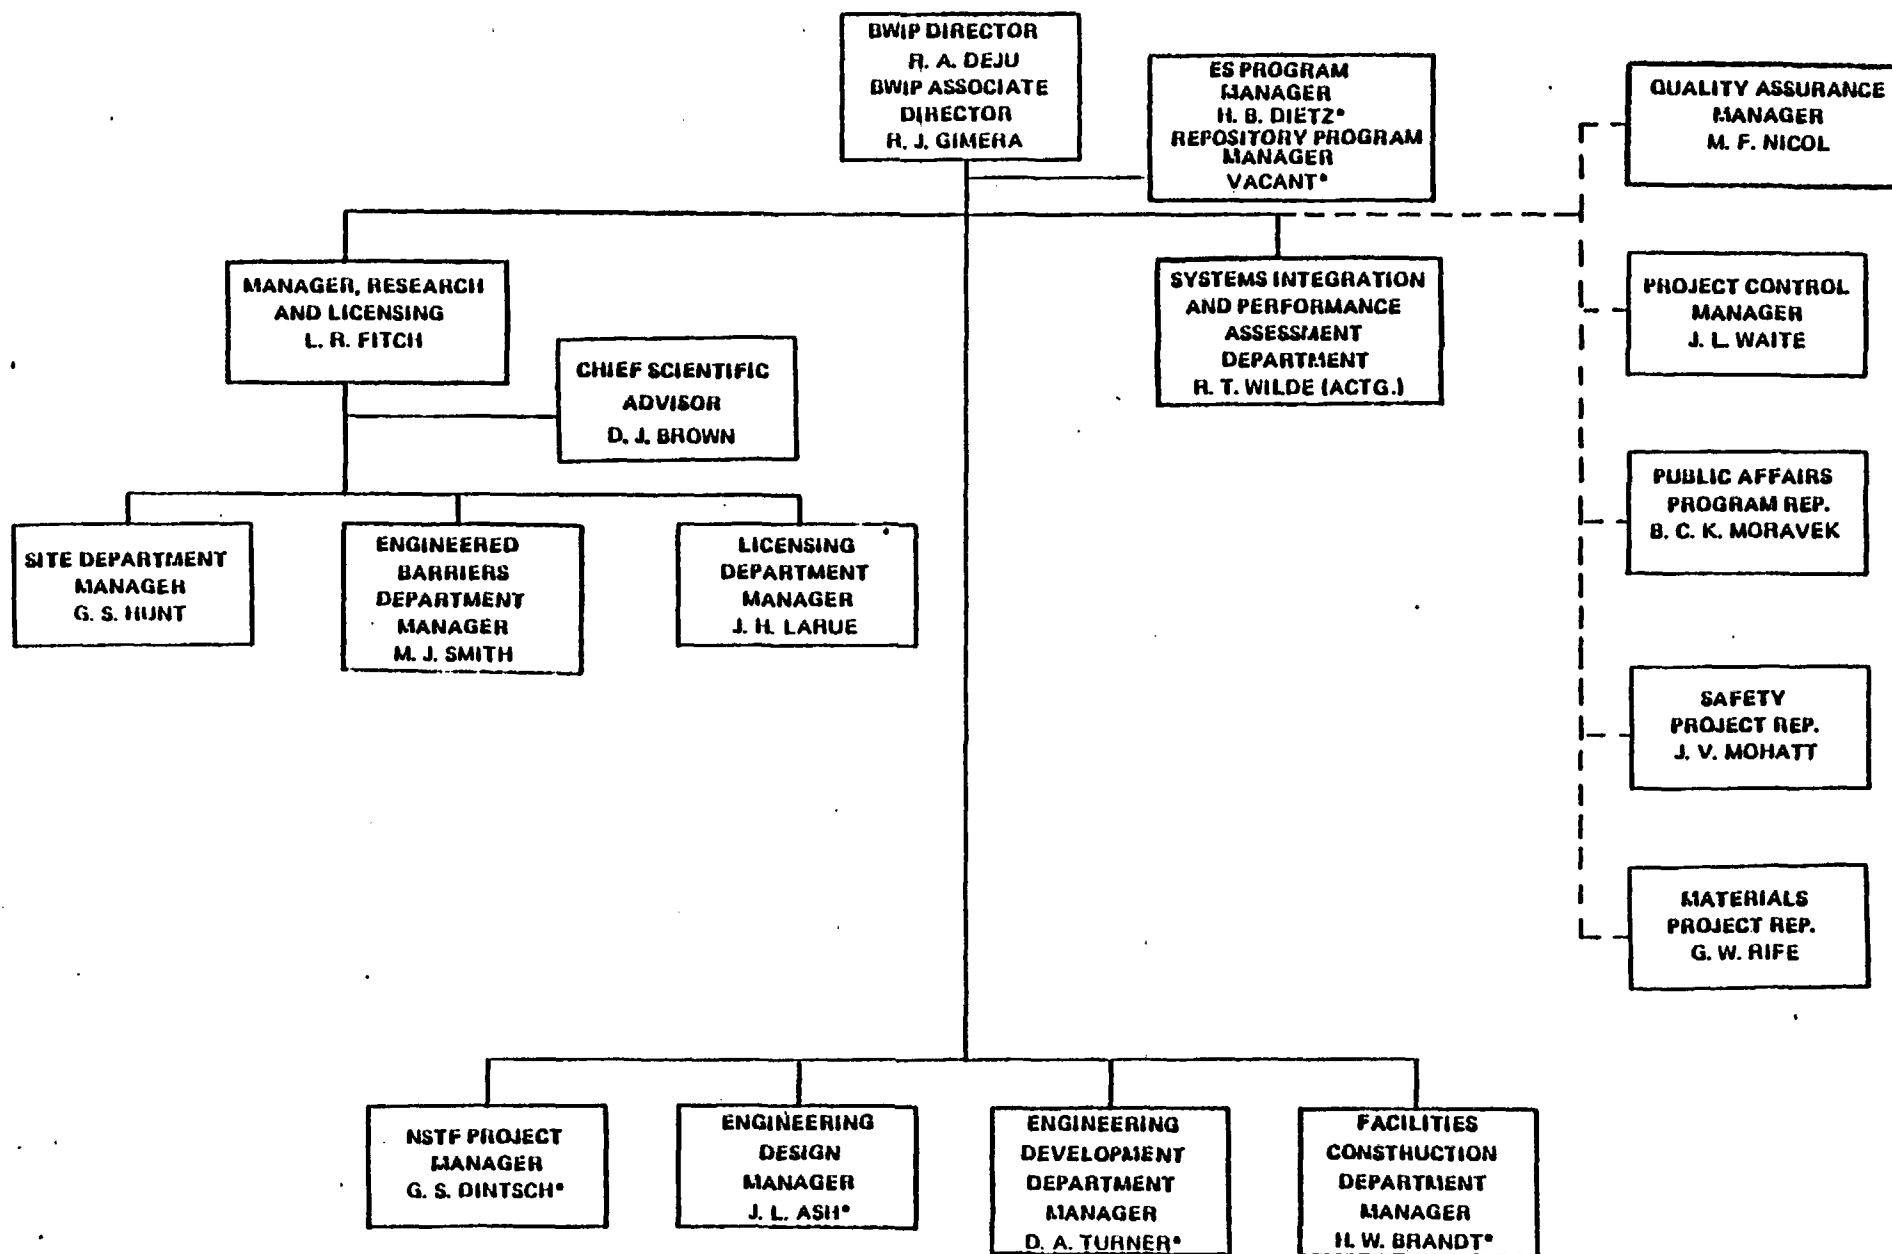 BWIP DIRECTOR
R. A. DEJU
BWIP ASSOCIATE
DIRECTOR
R. J. GIMERA
ES PROGRAM
MANAGER
H. B. DIETZ*
REPOSITORY PROGRAM
MANAGER
VACANT*
QUALITY ASSURANCE
MANAGER
M. F. NICOL
MANAGER, RESEARCH
AND LICENSING
L. R. FITCH
CHIEF SCIENTIFIC
ADVISOR
D. J. BROWN
SYSTEMS INTEGRATION
AND PERFORMANCE
ASSESSMENT
DEPARTMENT
R. T. WILDE (ACTG.)
PROJECT CONTROL
MANAGER
J. L. WAITE
PUBLIC AFFAIRS
PROGRAM REP.
B. C. K. MORAVEK
SITE DEPARTMENT
MANAGER
G. S. HUNT
ENGINEERED
BARRIERS
DEPARTMENT
MANAGER
M. J. SMITH
LICENSING
DEPARTMENT
MANAGER
J. H. LARUE
SAFETY
PROJECT REP.
J. V. MOHATT
MATERIALS
PROJECT REP.
G. W. RIFE
NSTF PROJECT
MANAGER
G. S. DINTSCH*
ENGINEERING
DESIGN
MANAGER
J. L. ASH*
ENGINEERING
DEVELOPMENT
DEPARTMENT
MANAGER
D. A. TURNER*
FACILITIES
CONSTRUCTION
DEPARTMENT
MANAGER
H. W. BRANDT*